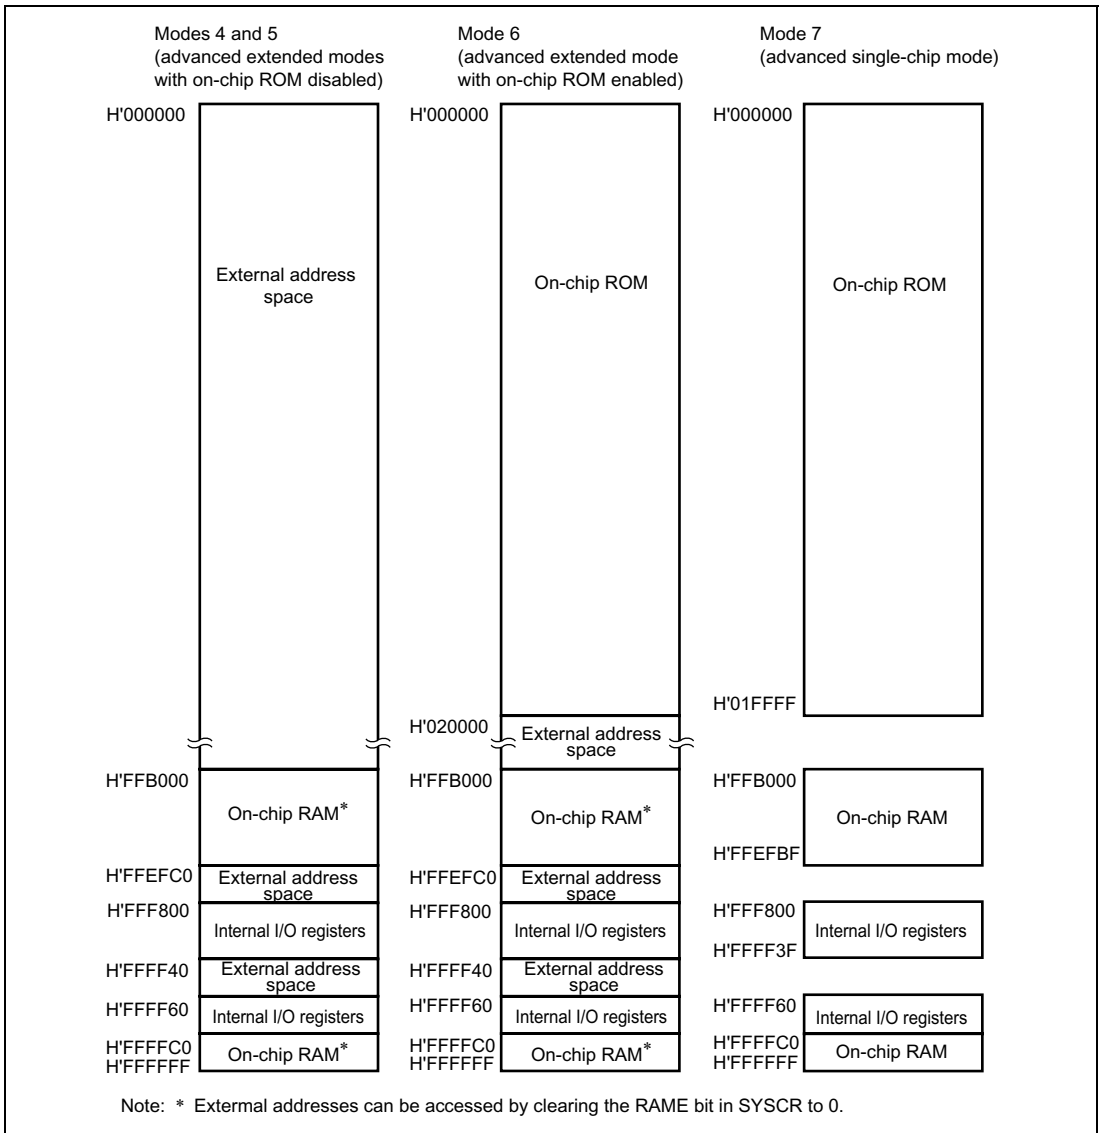 Modes 4 and 5
(advanced extended modes
with on-chip ROM disabled)
H'000000
External address
space
H'FFB000
On-chip RAM*
H'FFEFC0
External address
space
H'FFF800
Internal I/O registers
H'FFFF40
External address
space
H'FFFF60
Internal I/O registers
H'FFFFC0
On-chip RAM*
H'FFFFFF
Mode 6
(advanced extended mode
with on-chip ROM enabled)
H'000000
On-chip ROM
H'020000
External address
space
H'FFB000
On-chip RAM*
H'FFEFC0
External address
space
H'FFF800
Internal I/O registers
H'FFFF40
External address
space
H'FFFF60
Internal I/O registers
H'FFFFC0
On-chip RAM*
H'FFFFFF
Mode 7
(advanced single-chip mode)
H'000000
On-chip ROM
H'01FFFF
H'FFB000
On-chip RAM
H'FFEFBF
H'FFF800
Internal I/O registers
H'FFFF3F
H'FFFF60
Internal I/O registers
H'FFFFC0
On-chip RAM
H'FFFFFF
Note: * Extermal addresses can be accessed by clearing the RAME bit in SYSCR to 0.